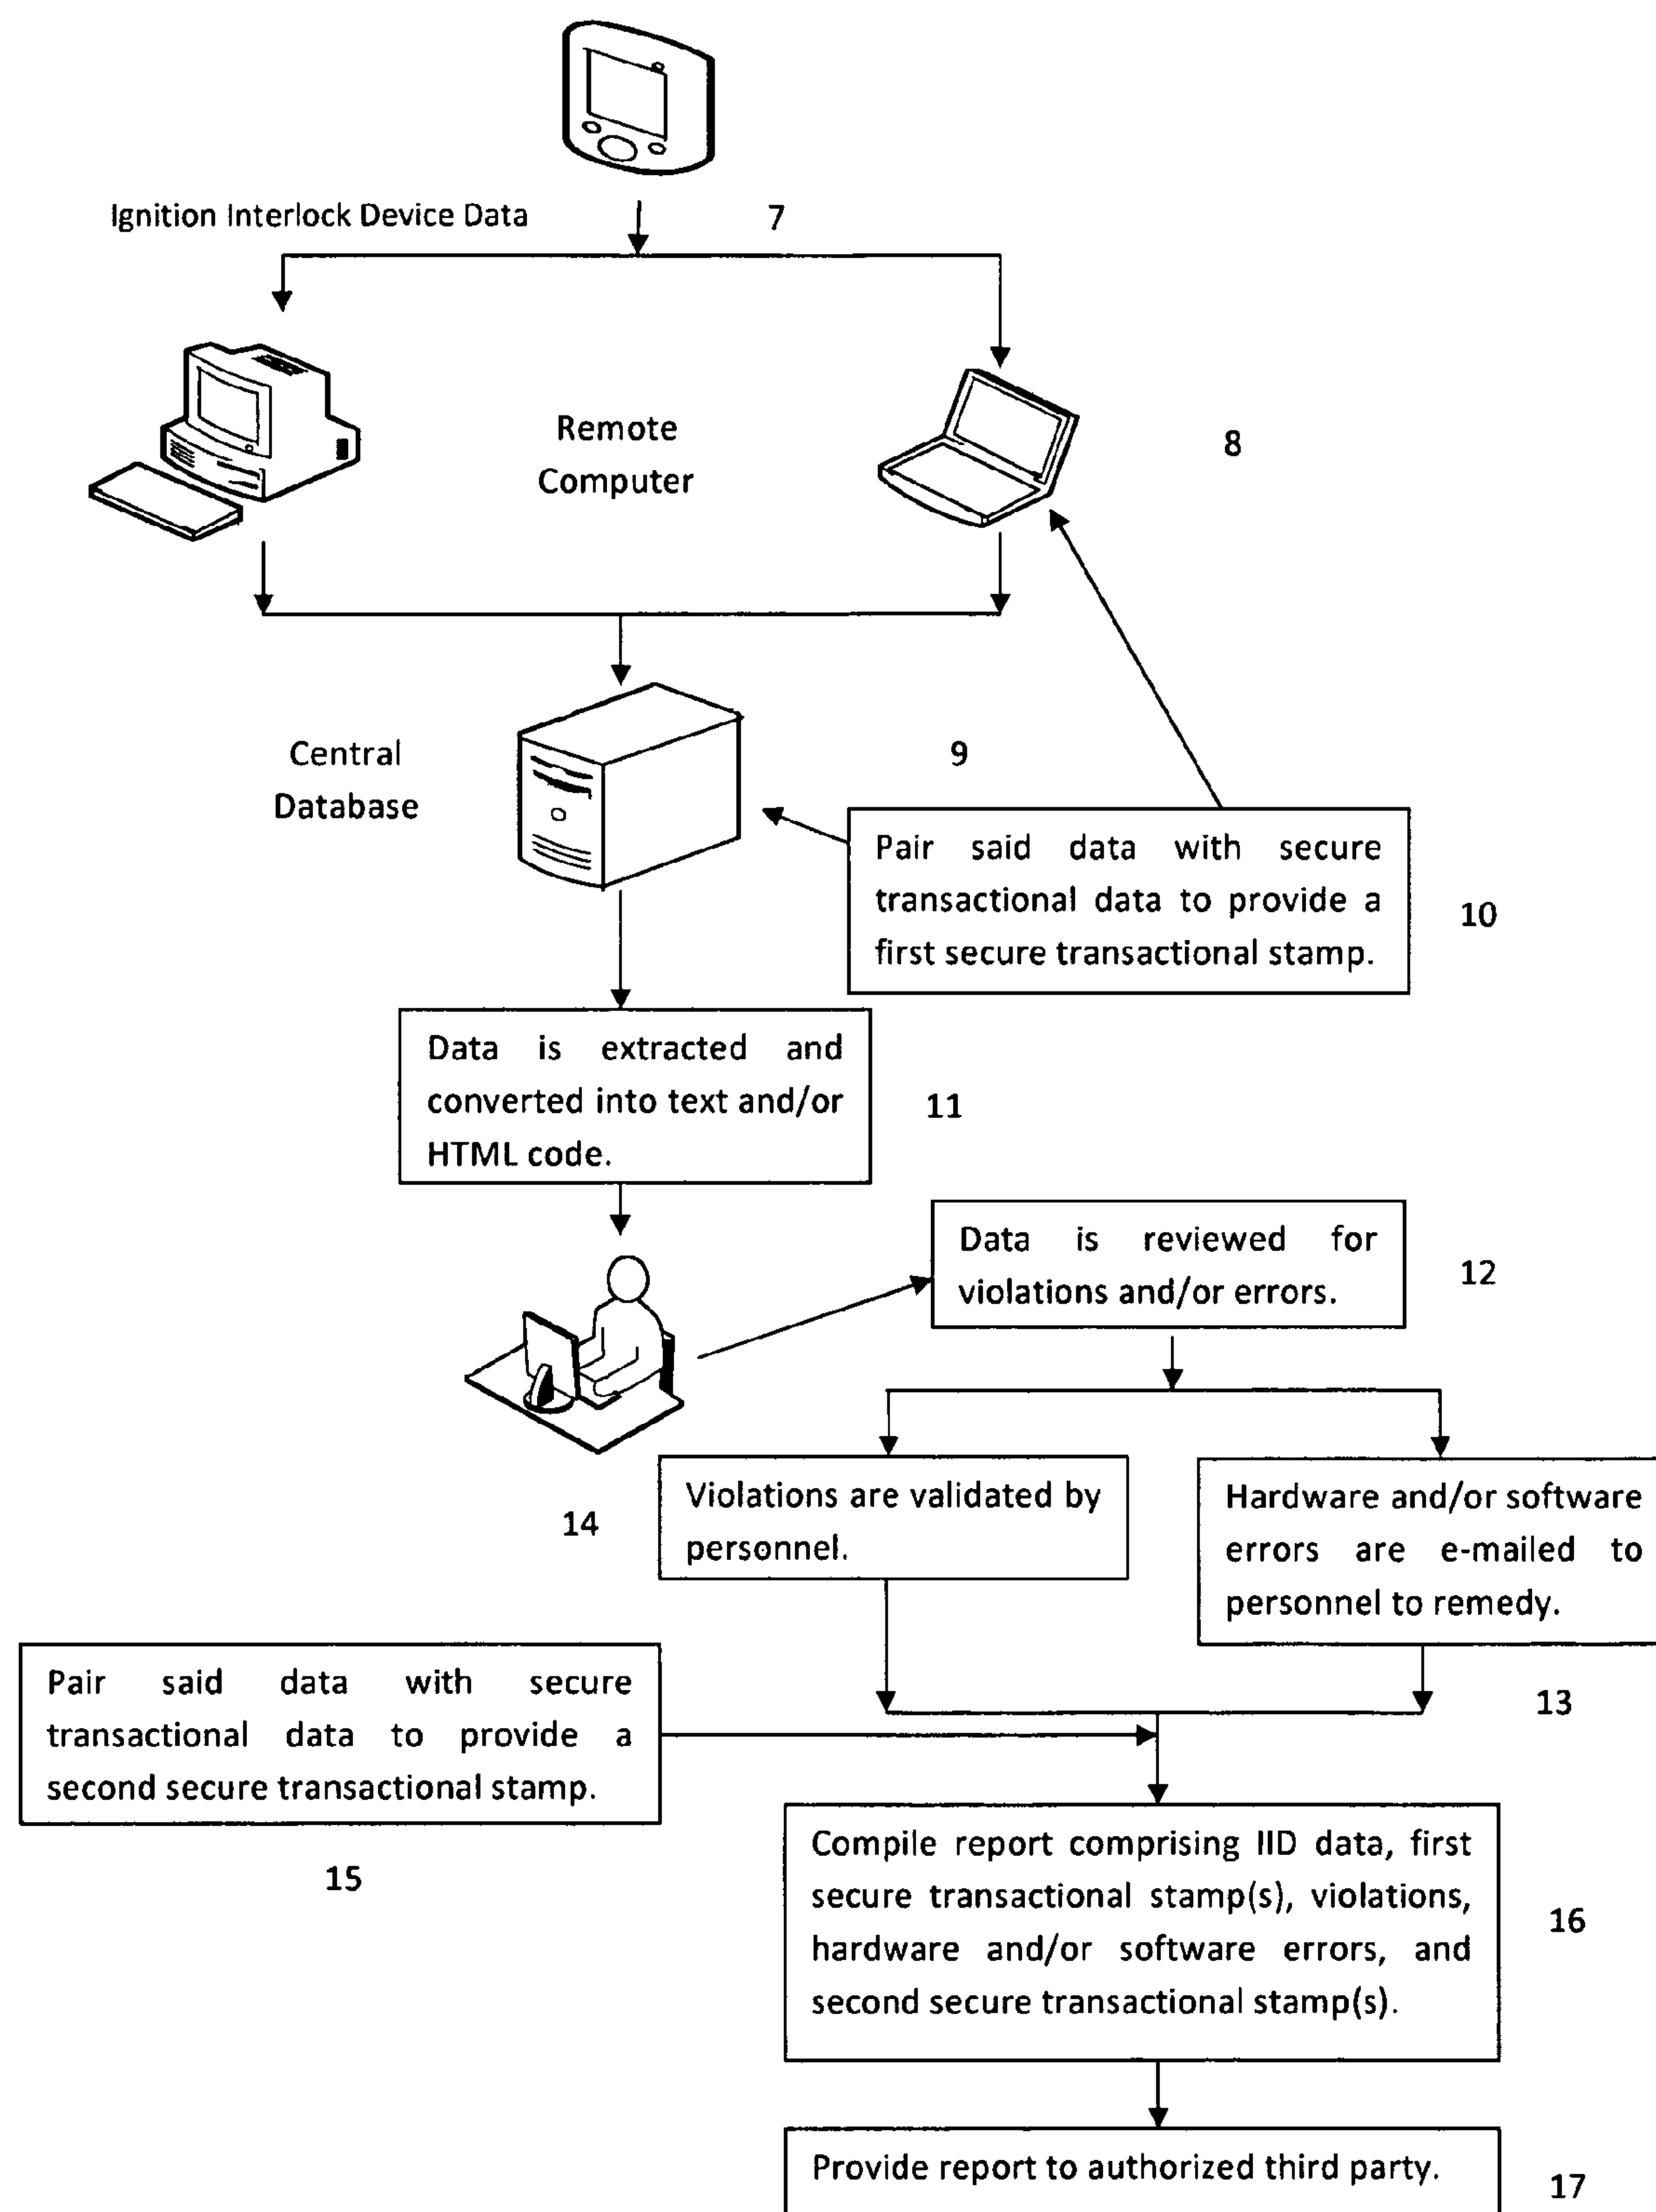 Ignition Interlock Device Data
7
Remote
Computer
8
Central
Database
9
Pair said data with secure
transactional data to provide a
first secure transactional stamp.
10
Data is extracted and
converted into text and/or
HTML code.
11
Data is reviewed for
violations and/or errors.
12
Violations are validated by
personnel.
14
Hardware and/or software
errors are e-mailed to
personnel to remedy.
13
Pair said data with secure
transactional data to provide a
second secure transactional stamp.
15
Compile report comprising IID data, first
secure transactional stamp(s), violations,
hardware and/or software errors, and
second secure transactional stamp(s).
16
Provide report to authorized third party.
17